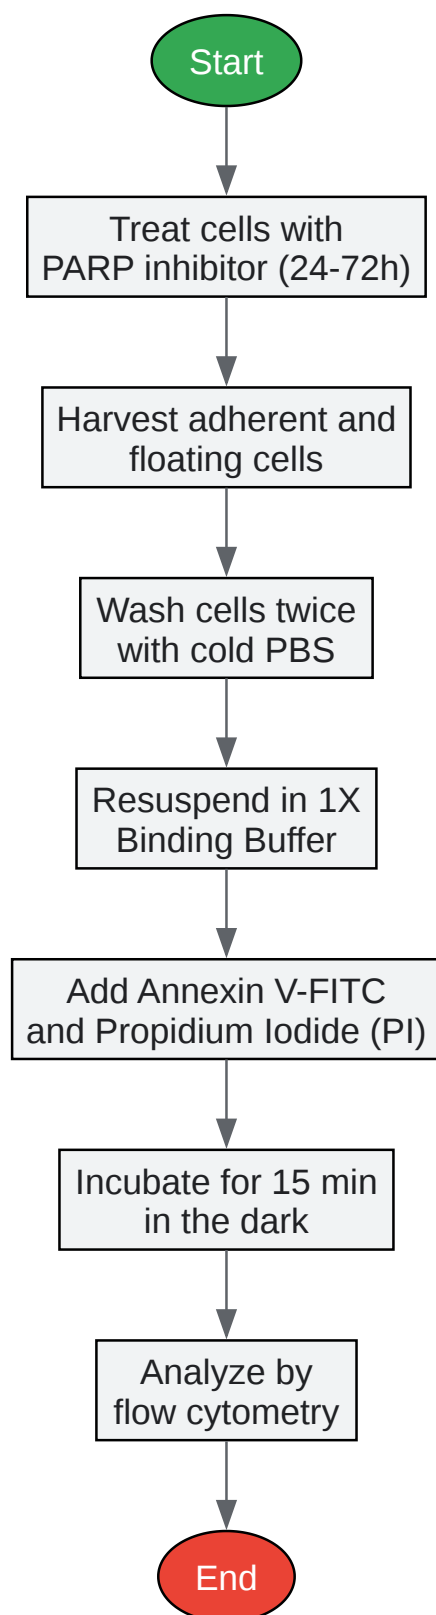 Start
Treat cells with
PARP inhibitor (24-72h)
Harvest adherent and
floating cells
Wash cells twice
with cold PBS
Resuspend in 1X
Binding Buffer
Add Annexin V-FITC
and Propidium Iodide (PI)
Incubate for 15 min
in the dark
Analyze by
flow cytometry
End